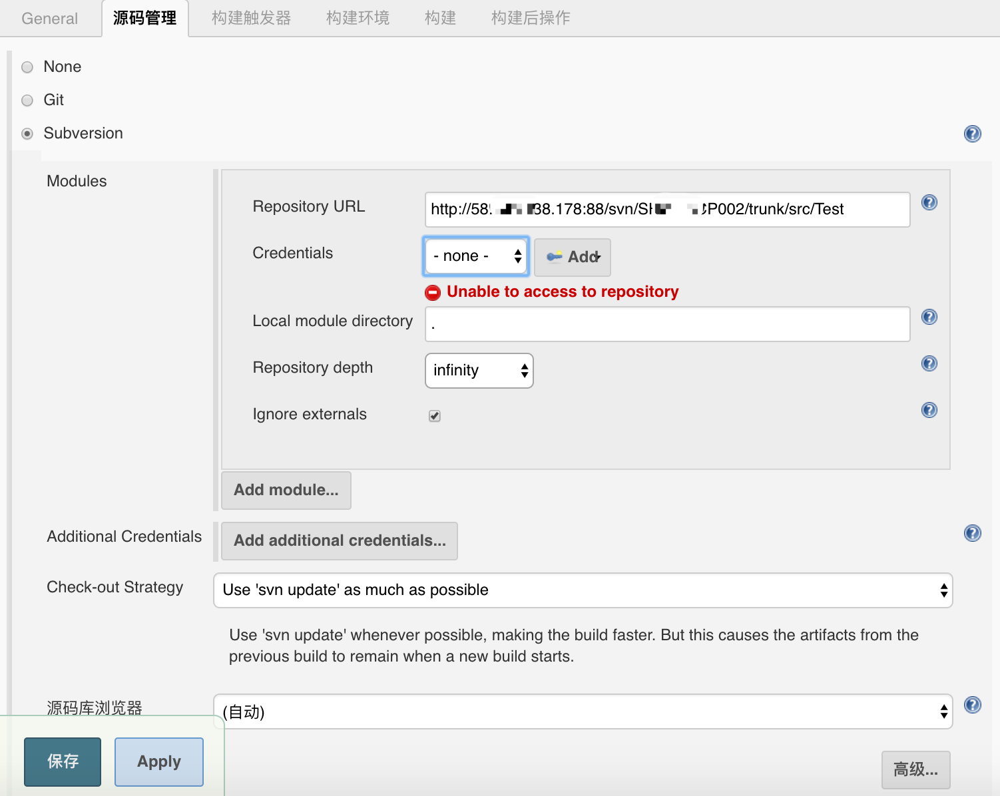 General 源码管理 构建触发器 构建环境 构建 构建后操作
None
Git
Subversion
Modules
Repository URL http://58. 38.178:88/svn/S P002/trunk/src/Test
Credentials - none - Add
Unable to access to repository
Local module directory .
Repository depth infinity
Ignore externals
Add module...
Additional Credentials Add additional credentials...
Check-out Strategy Use 'svn update' as much as possible
Use 'svn update' whenever possible, making the build faster. But this causes the artifacts from the
previous build to remain when a new build starts.
源码库浏览器 (自动)
保存 Apply 高级...